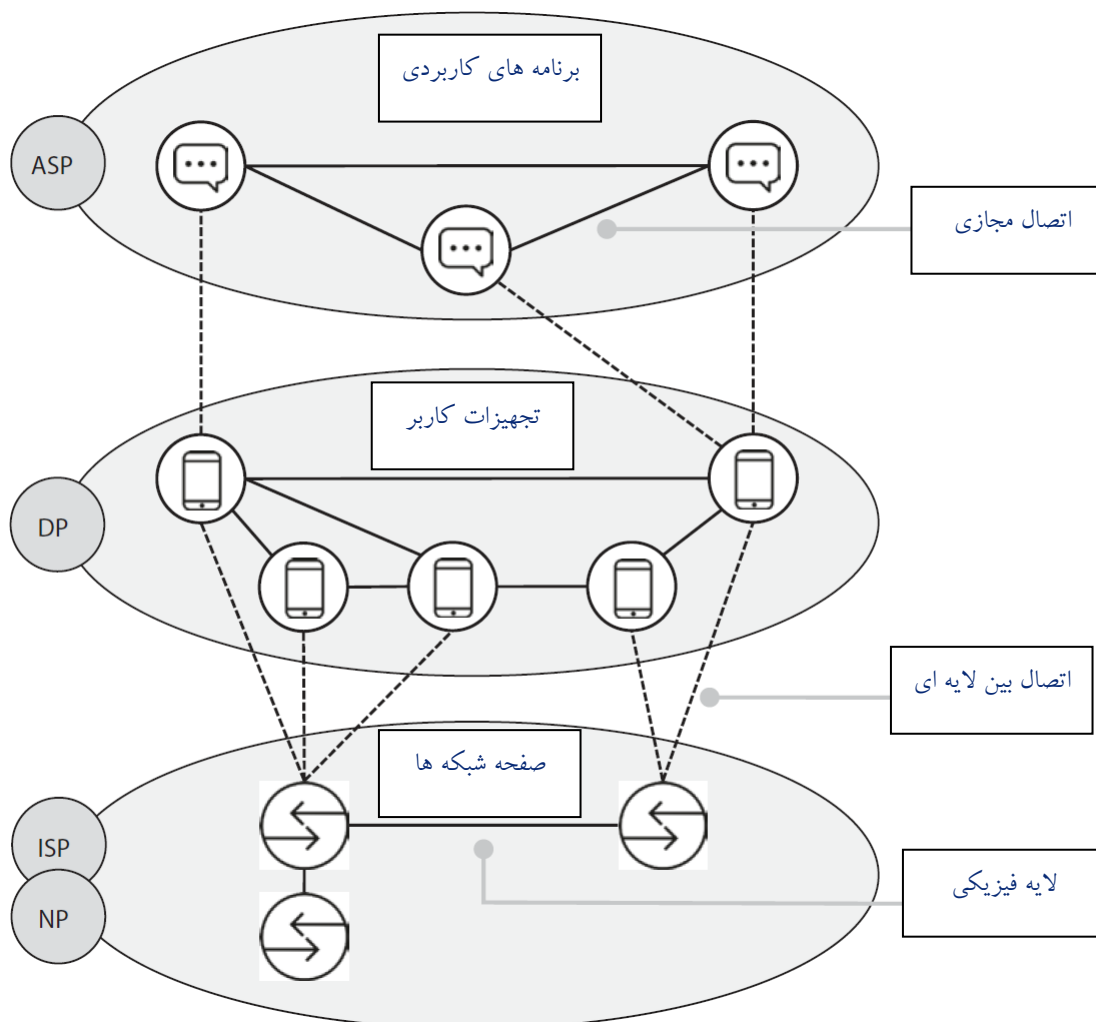 برنامه های کاربردی
ASP
اتصال مجازی
تجهیزات کاربر
DP
اتصال بین لایه ای
صفحه شبکه ها
ISP
لایه فیزیکی
NP